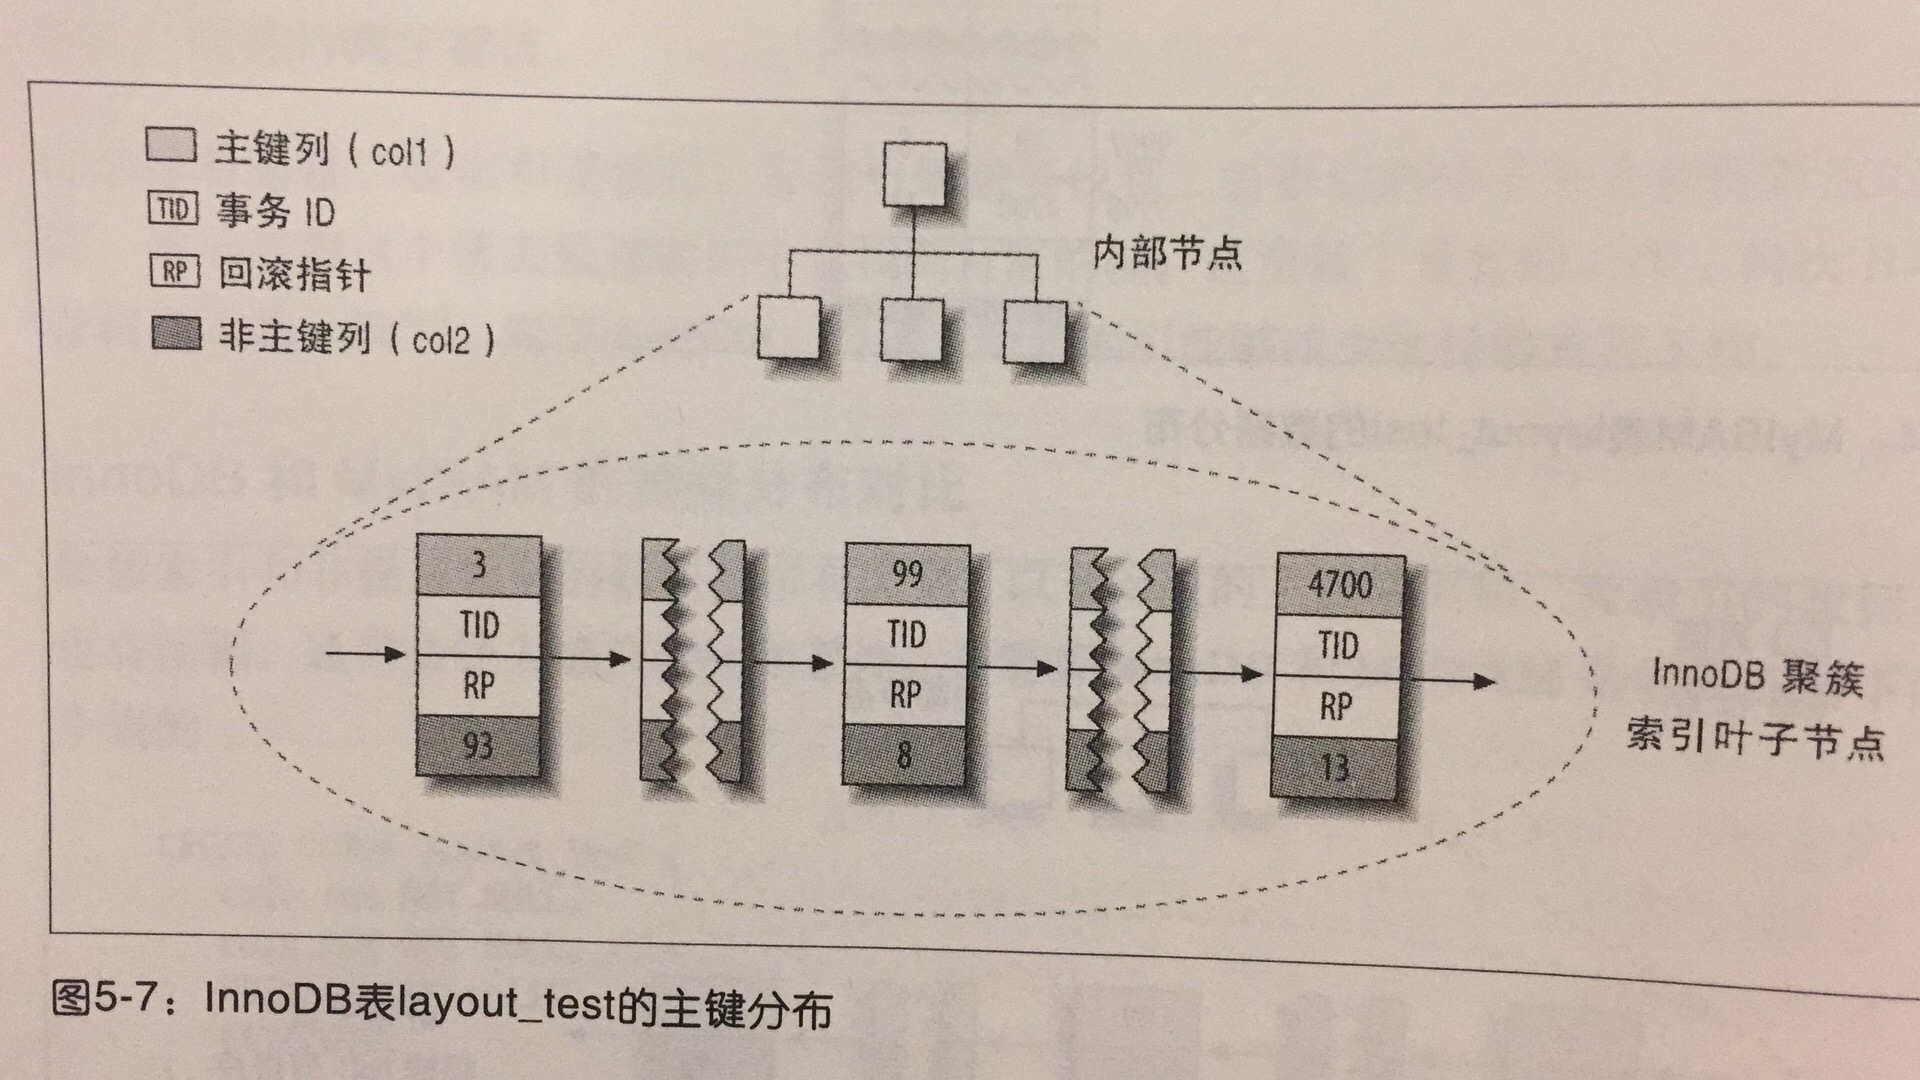 主键列（col1）
TID 事务 ID
RP 回滚指针
非主键列（col2）
内部节点
3
TID
RP
93
99
TID
RP
8
4700
TID
RP
13
InnoDB 聚簇
索引叶子节点
图5-7：InnoDB表layout_test的主键分布